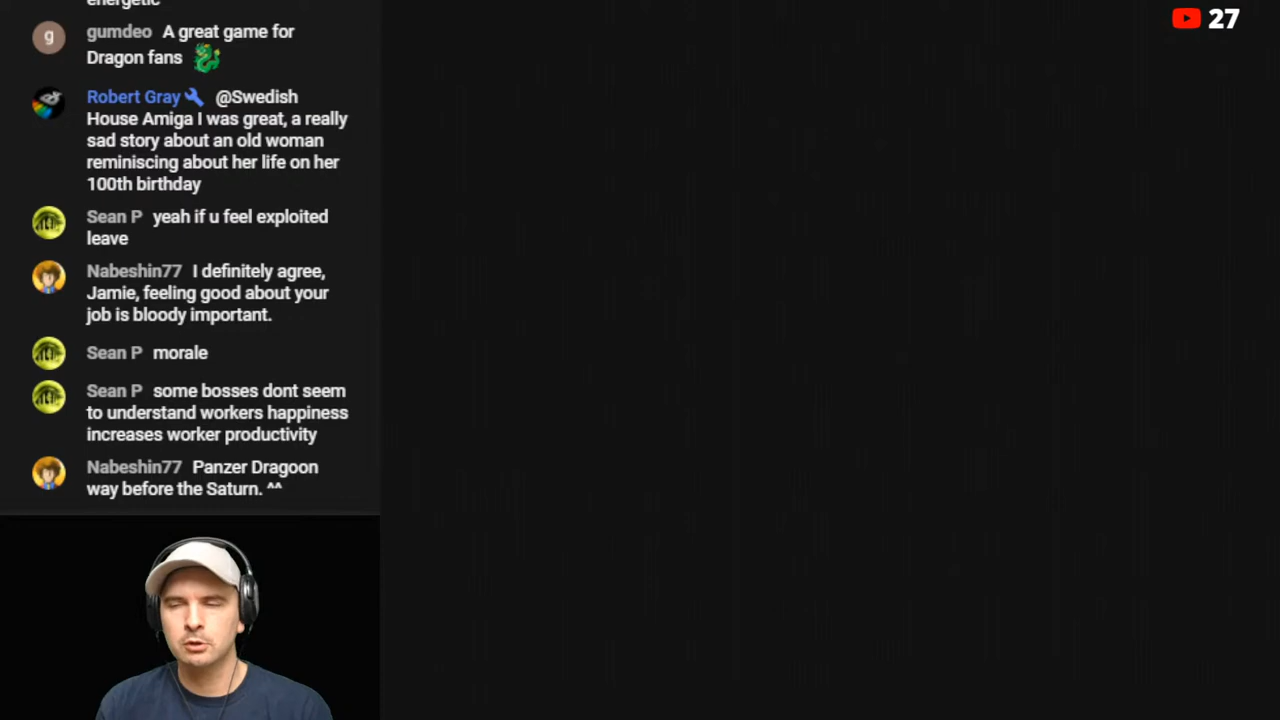 energetic
27
g
gumdeo A great game for
Dragon fans
Robert Gray @Swedish
House Amiga I was great, a really
sad story about an old woman
reminiscing about her life on her
100th birthday
Sean P yeah if u feel exploited
leave
Nabeshin77 I definitely agree,
Jamie, feeling good about your
job is bloody important.
Sean P morale
Sean P some bosses dont seem
to understand workers happiness
increases worker productivity
Nabeshin77 Panzer Dragoon
way before the Saturn. ^^